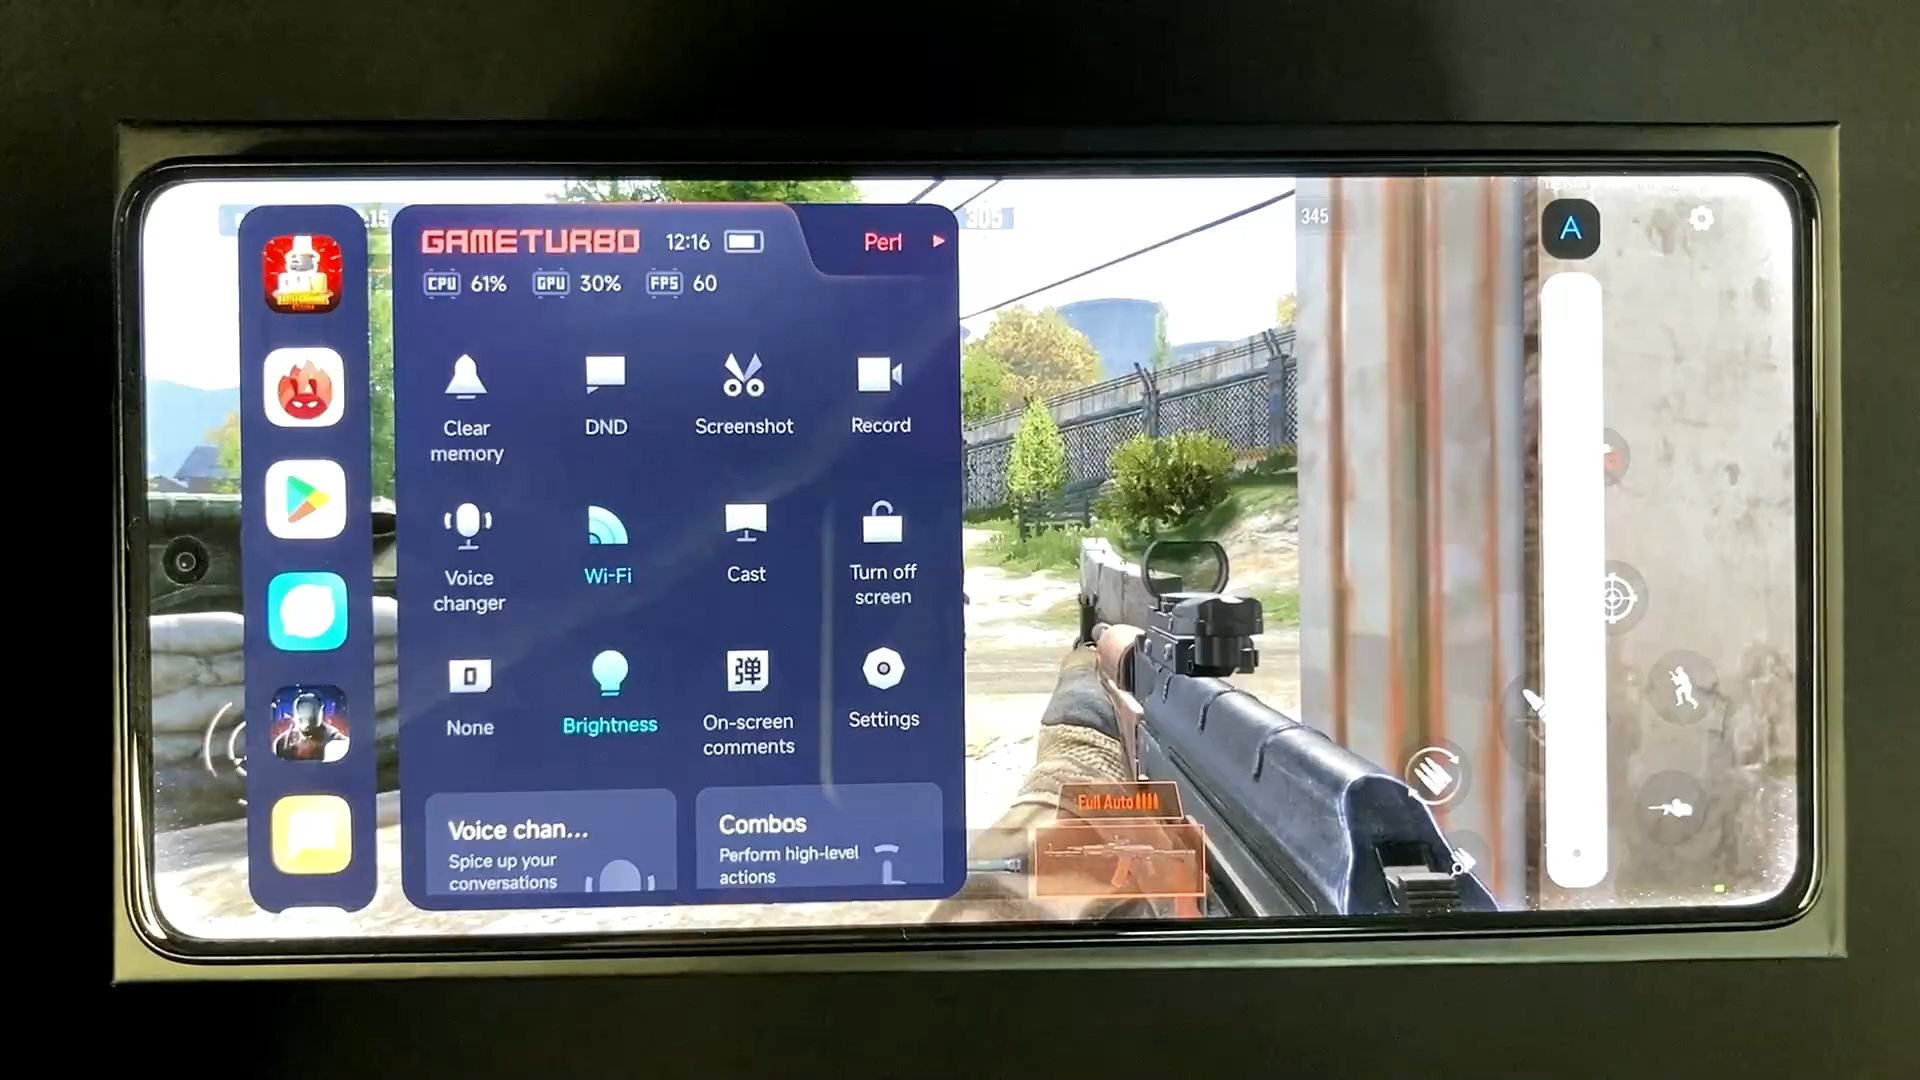 :15
GAMETURBO 12:16 Perf
CPU 61% GPU 30% FPS 60
305
345
A
Clear
memory
DND
Screenshot
Record
Voice
changer
Wi-Fi
Cast
Turn off
screen
None
Brightness
弹
On-screen
comments
Settings
Voice chan...
Spice up your
conversations
Combos
Perform high-level
actions
Full Auto